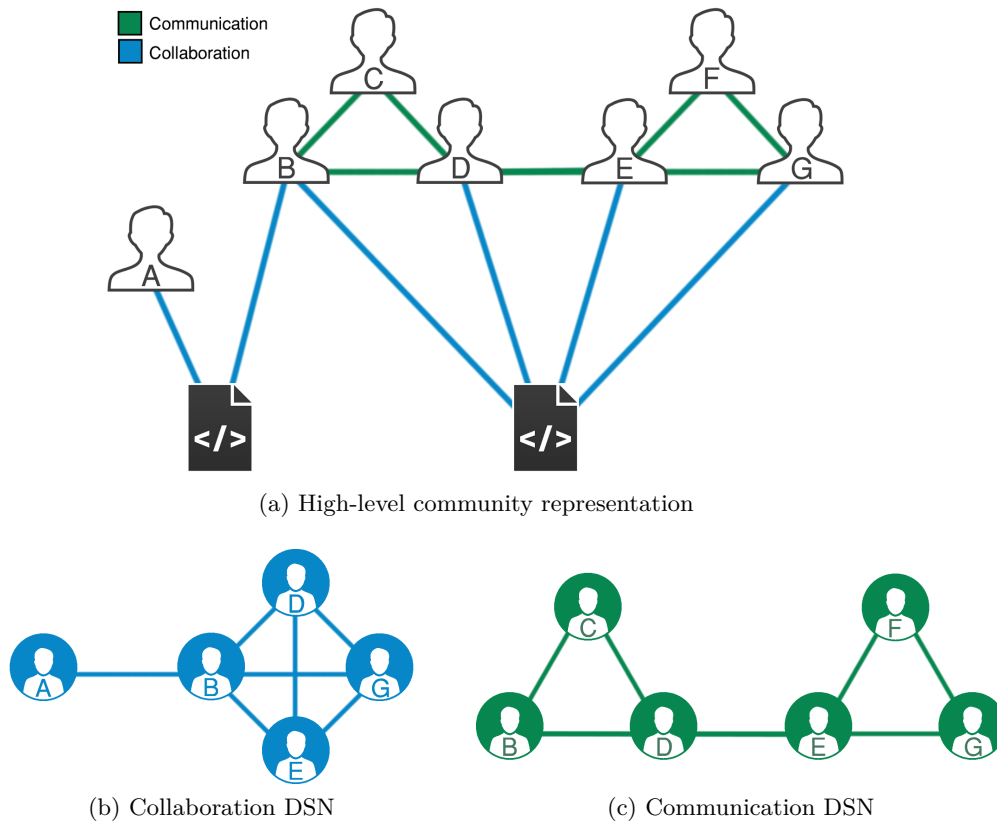 Communication
Collaboration
C
F
B
D
E
G
A
</>
</>
(a) High-level community representation
D
A
B
G
E
(b) Collaboration DSN
C
F
B
D
E
G
(c) Communication DSN